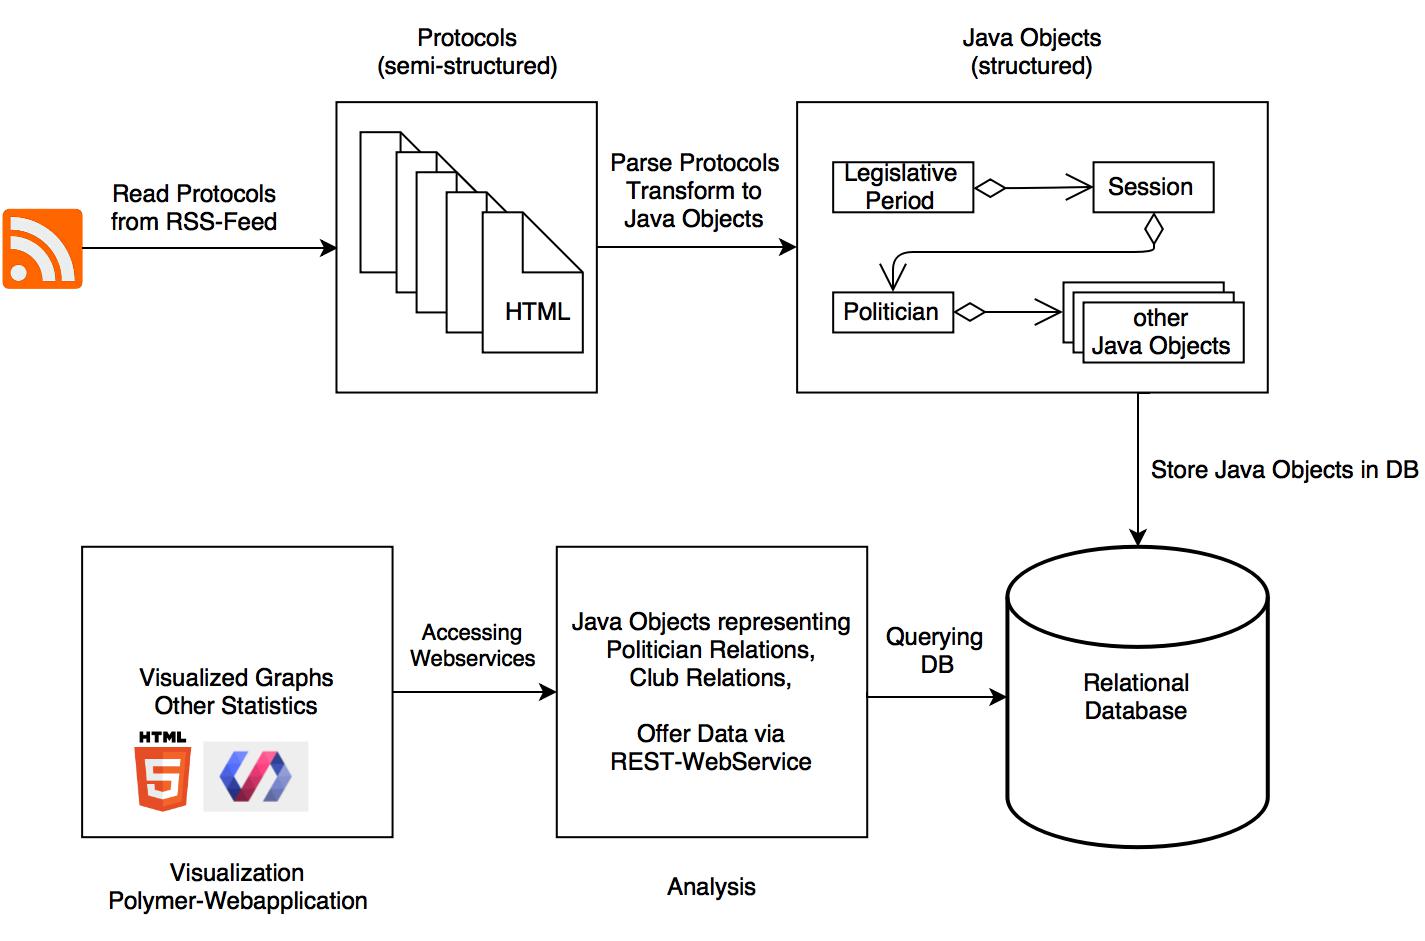 Protocols
(semi-structured)
Java Objects
(structured)
Read Protocols
from RSS-Feed
HTML
Parse Protocols
Transform to
Java Objects
Legislative
Period
Session
Politician
other
Java Objects
Store Java Objects in DB
Visualized Graphs
Other Statistics
HTML
5
Visualization
Polymer-Webapplication
Accessing
Webservices
Java Objects representing
Politician Relations,
Club Relations,
Offer Data via
REST-WebService
Analysis
Querying
DB
Relational
Database